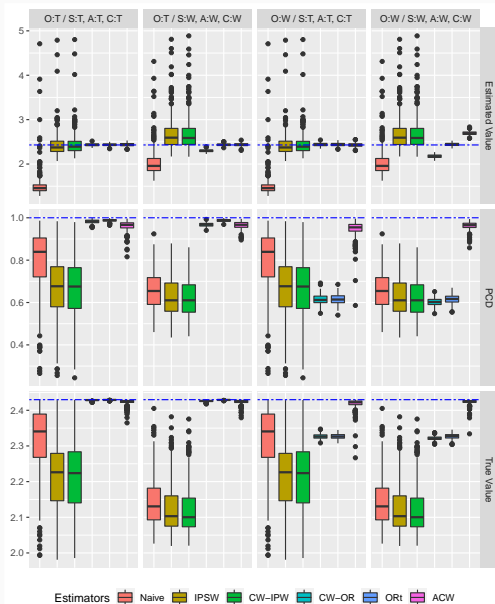 O:T / S:T, A:T, C:T
O:T / S:W, A:W, C:W
O:W / S:T, A:T, C:T
O:W / S:W, A:W, C:W
5
4
3
2
Estimated Value
1.0
0.8
0.6
0.4
PCD
2.4
2.3
2.2
2.1
2.0
True Value
Estimators Naive IPSW CW−IPW CW−OR ORt ACW